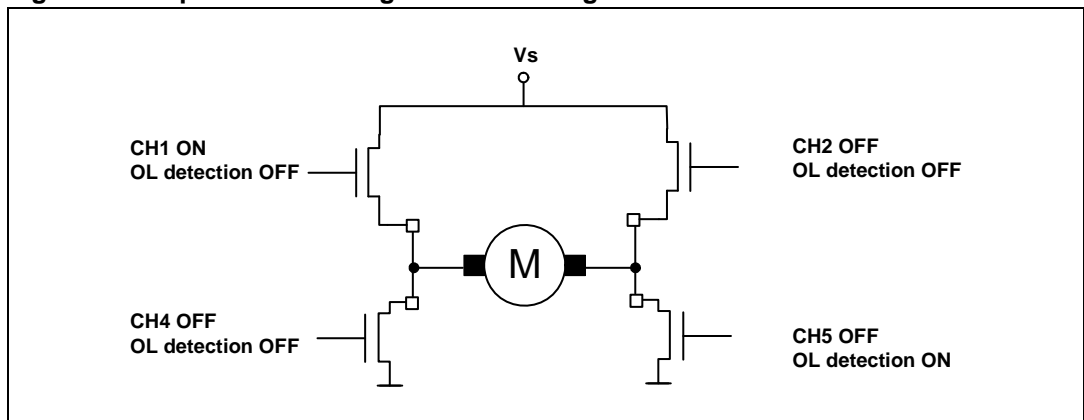 Vs
CH1 ON
OL detection OFF
CH2 OFF
OL detection OFF
M
CH4 OFF
OL detection OFF
CH5 OFF
OL detection ON